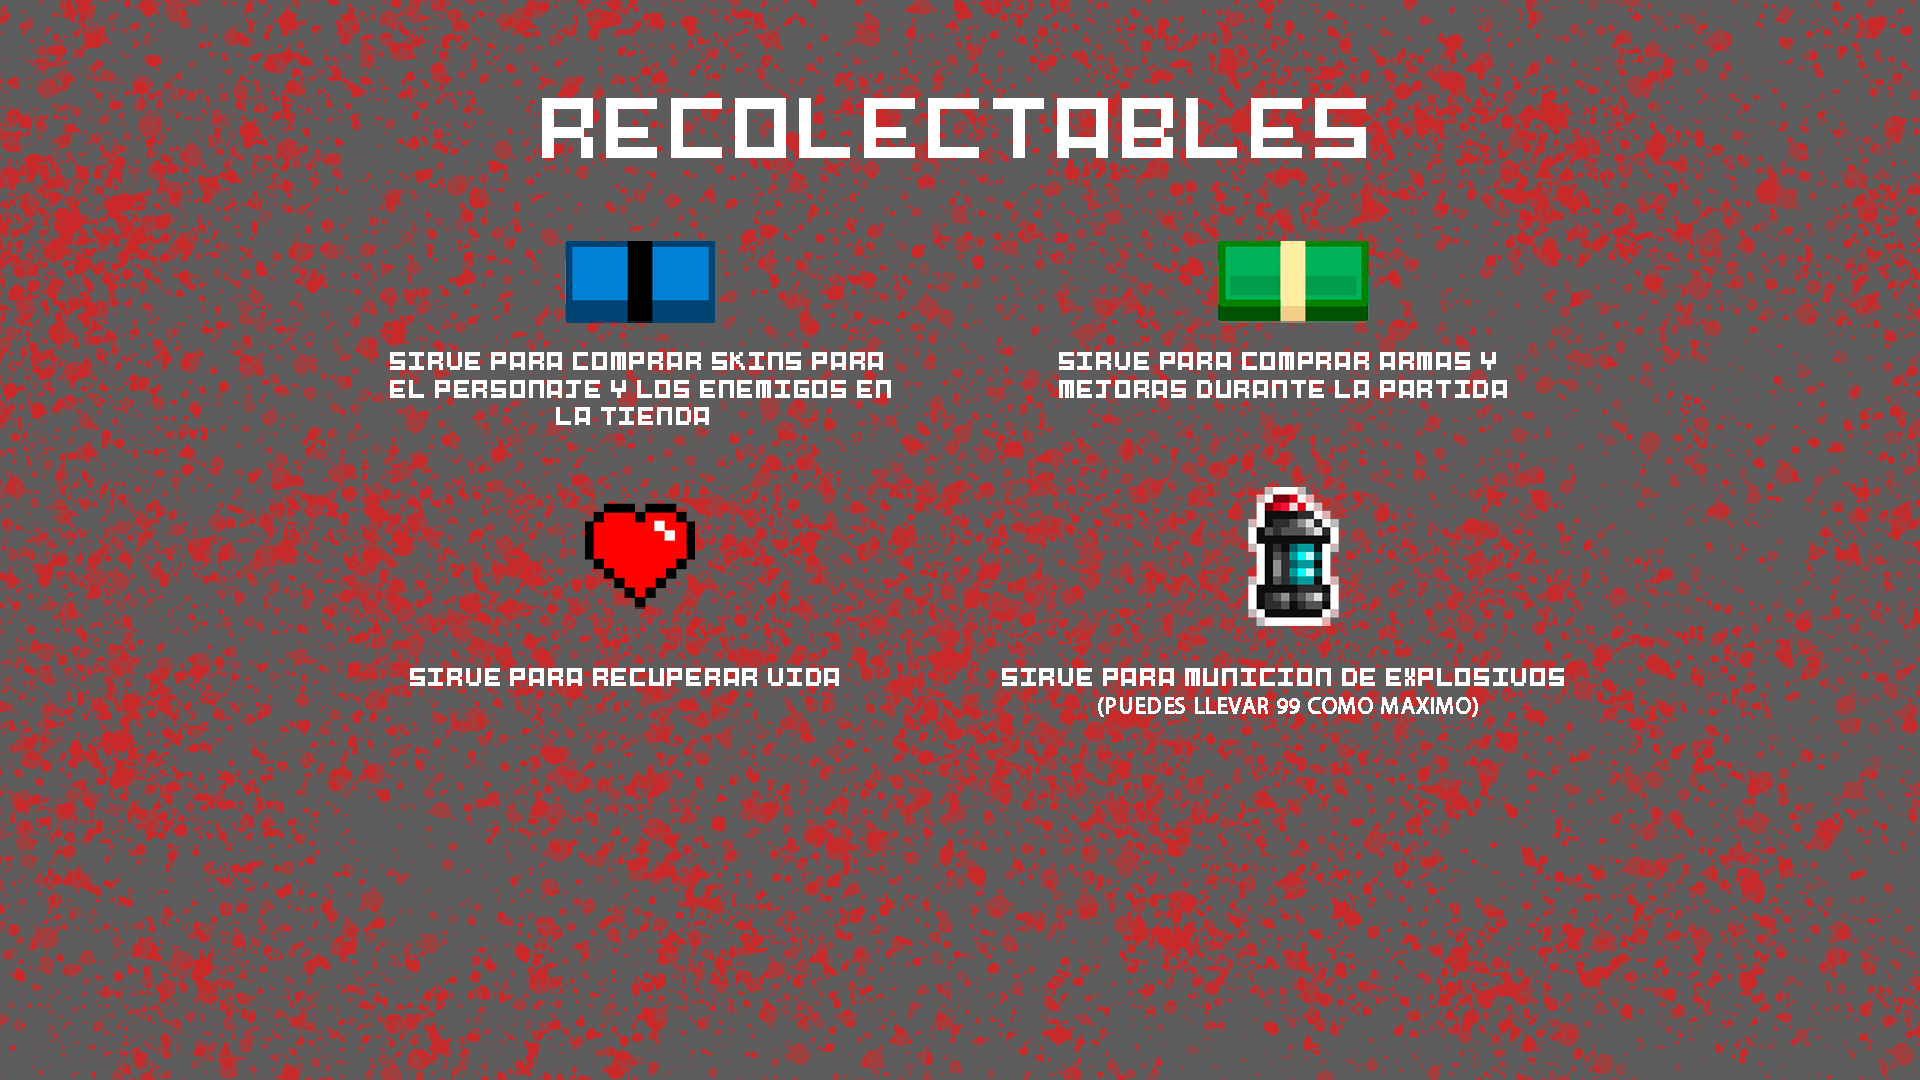 RECOLECTABLES
SIRVE PARA COMPRAR SKINS PARA
EL PERSONAJE Y LOS ENEMIGOS EN
LA TIENDA
SIRVE PARA COMPRAR ARMAS Y
MEJORAS DURANTE LA PARTIDA
SIRVE PARA RECUPERAR VIDA
SIRVE PARA MUNICION DE EXPLOSIVOS
(PUEDES LLEVAR 99 COMO MAXIMO)